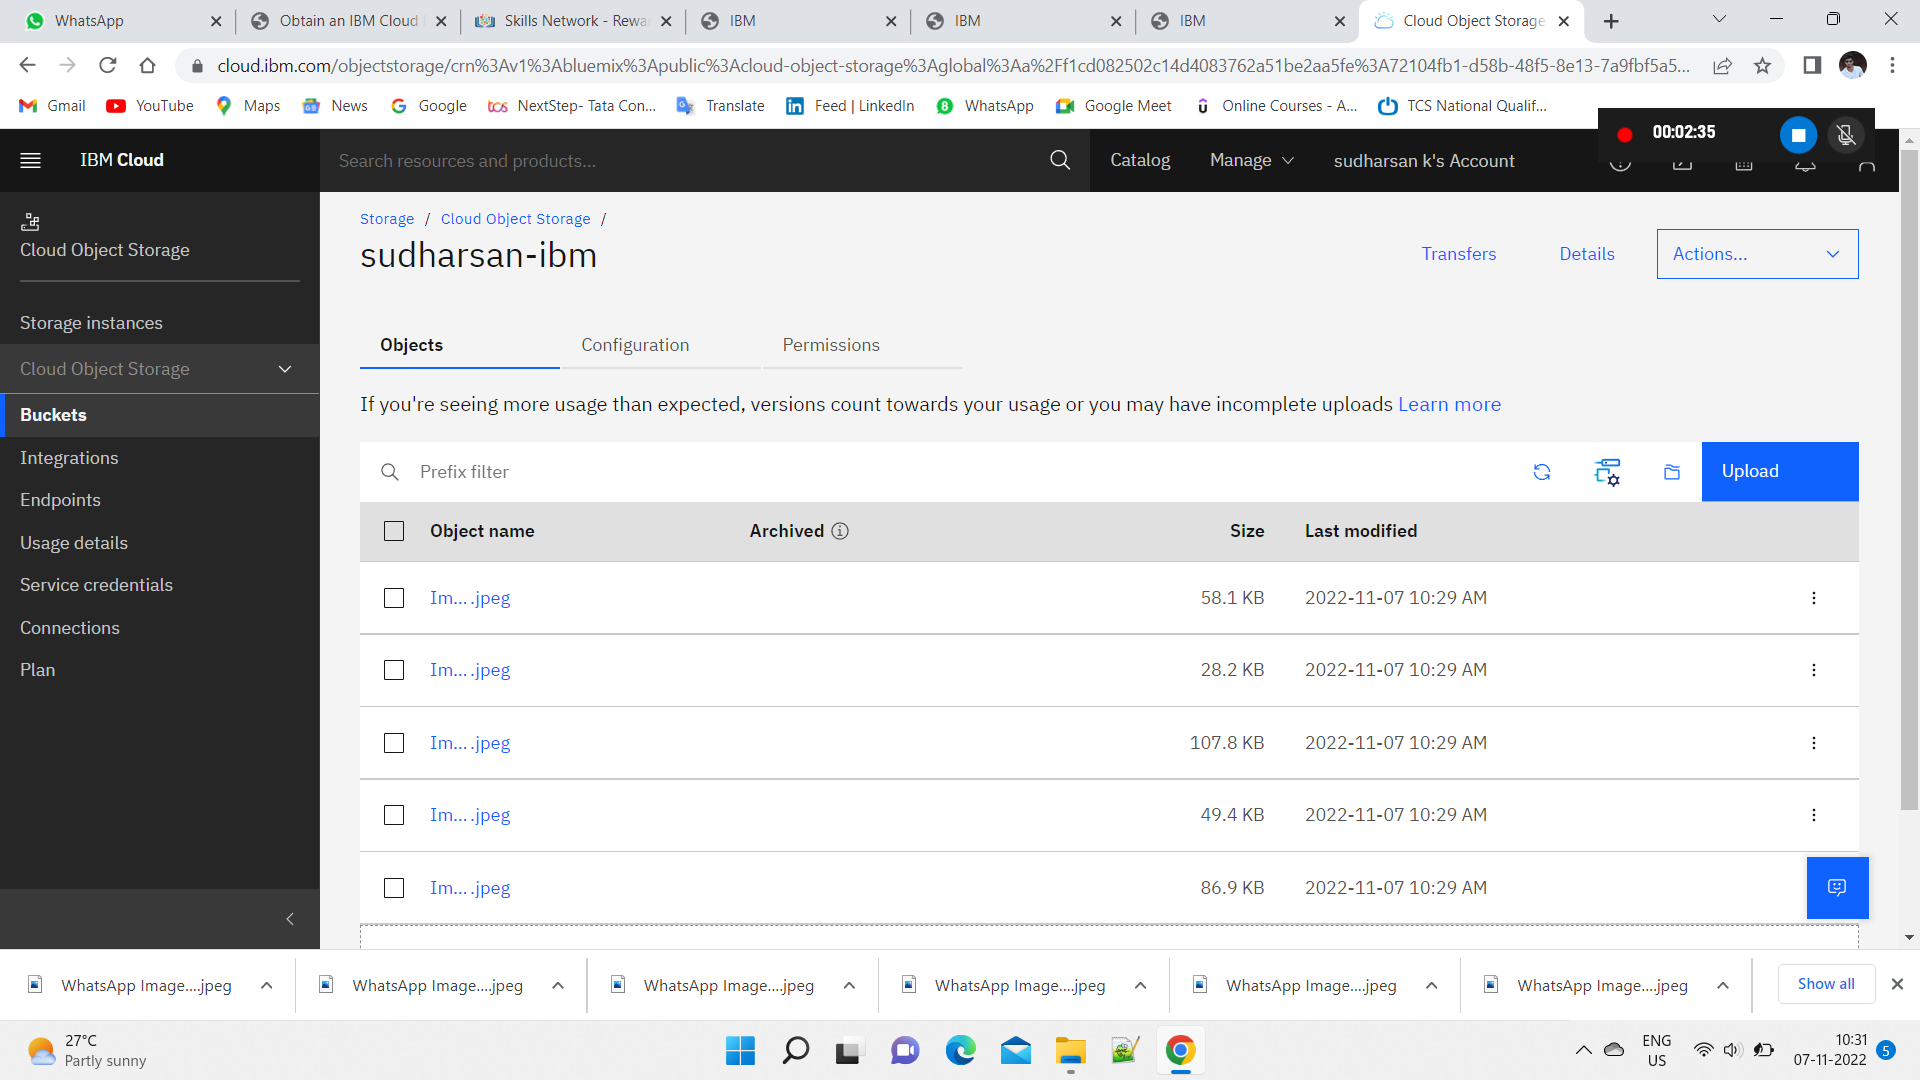 WhatsApp
Obtain an IBM Cloud
Skills Network - Rewa
IBM
IBM
IBM
Cloud Object Storage
cloud.ibm.com/objectstorage/crn%3Av1%3Abluemix%3Apublic%3Acloud-object-storage%3Aglobal%3Aa%2Ff1cd082502c14d4083762a51be2aa5fe%3A72104fb1-d58b-48f5-8e13-7a9fbf5a5...
Gmail
YouTube
Maps
News
Google
tcs NextStep- Tata Con...
Translate
Feed | LinkedIn
8 WhatsApp
Google Meet
Online Courses - A...
TCS National Qualif...
00:02:35
IBM Cloud
Search resources and products...
Catalog
Manage
sudharsan k's Account
Cloud Object Storage
Storage instances
Cloud Object Storage
Buckets
Integrations
Endpoints
Usage details
Service credentials
Connections
Plan
Storage / Cloud Object Storage /
sudharsan-ibm
Transfers
Details
Actions...
Objects
Configuration
Permissions
If you're seeing more usage than expected, versions count towards your usage or you may have incomplete uploads Learn more
Prefix filter
Upload
Object name Archived Size Last modified
Im... .jpeg 58.1 KB 2022-11-07 10:29 AM
Im... .jpeg 28.2 KB 2022-11-07 10:29 AM
Im... .jpeg 107.8 KB 2022-11-07 10:29 AM
Im... .jpeg 49.4 KB 2022-11-07 10:29 AM
Im... .jpeg 86.9 KB 2022-11-07 10:29 AM
WhatsApp Image....jpeg
WhatsApp Image....jpeg
WhatsApp Image....jpeg
WhatsApp Image....jpeg
WhatsApp Image....jpeg
WhatsApp Image....jpeg
Show all
27°C
Partly sunny
ENG
US
10:31
07-11-2022
5